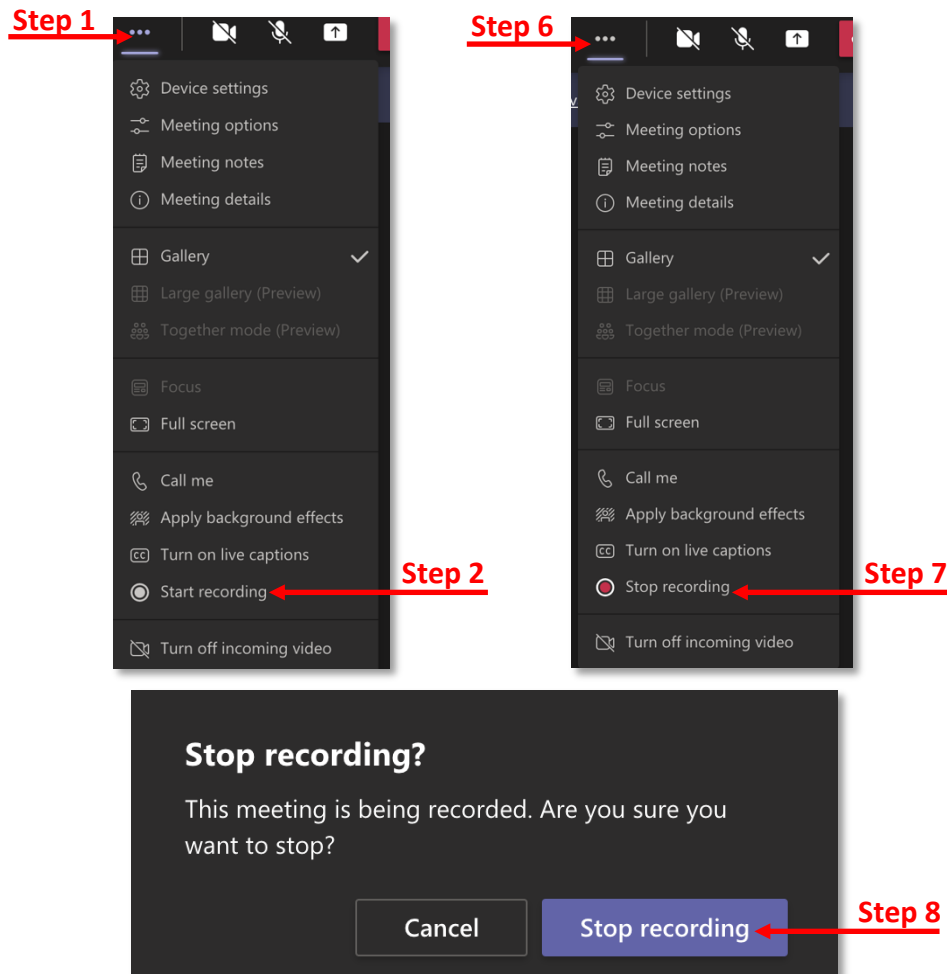 Step 1
Device settings
Meeting options
Meeting notes
Meeting details
Gallery
Large gallery (Preview)
Together mode (Preview)
Focus
Full screen
Call me
Apply background effects
CC Turn on live captions
Start recording
Step 2
Turn off incoming video
Step 6
v
Device settings
Meeting options
Meeting notes
Meeting details
Gallery
Large gallery (Preview)
Together mode (Preview)
Focus
Full screen
Call me
Apply background effects
CC Turn on live captions
Stop recording
Step 7
Turn off incoming video
Stop recording?
This meeting is being recorded. Are you sure you
want to stop?
Cancel
Stop recording
Step 8